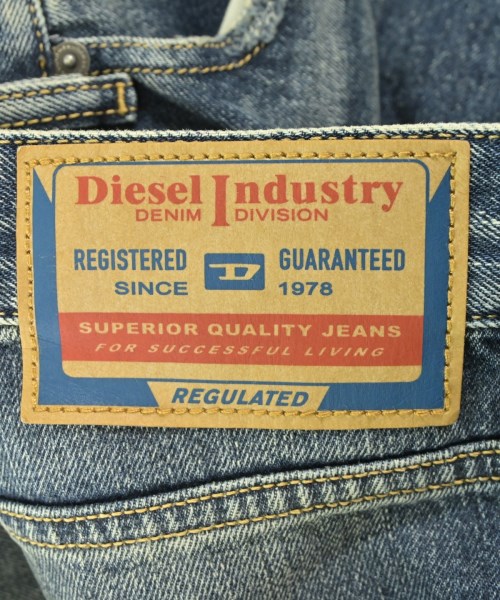 Diesel Industry
DENIM DIVISION
REGISTERED D GUARANTEED
SINCE 1978
SUPERIOR QUALITY JEANS
FOR SUCCESSFUL LIVING
REGULATED